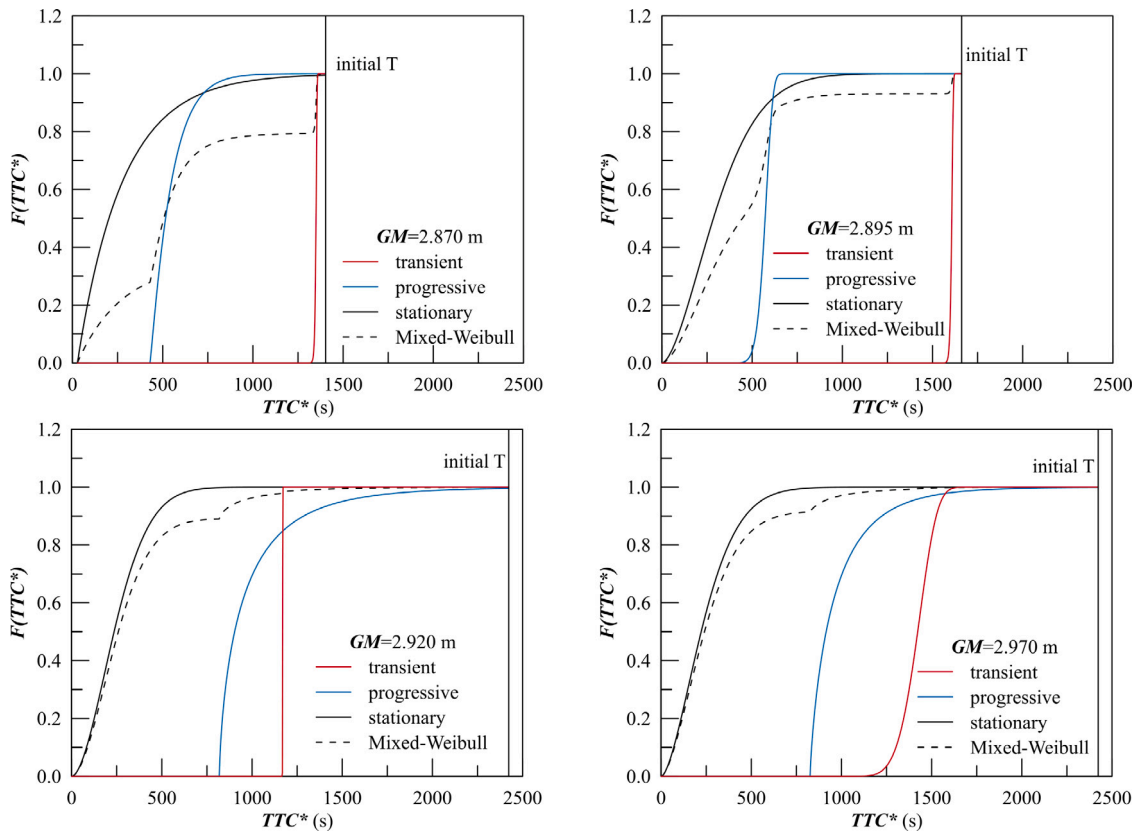 1.2
1.0
0.8
0.6
0.4
0.2
0.0
F(TTC*)
initial T
GM=2.870 m
transient
progressive
stationary
Mixed-Weibull
0 500 1000 1500 2000 2500
TTC* (s)
1.2
1.0
0.8
0.6
0.4
0.2
0.0
F(TTC*)
initial T
GM=2.895 m
transient
progressive
stationary
Mixed-Weibull
0 500 1000 1500 2000 2500
TTC* (s)
1.2
1.0
0.8
0.6
0.4
0.2
0.0
F(TTC*)
initial T
GM=2.920 m
transient
progressive
stationary
Mixed-Weibull
0 500 1000 1500 2000 2500
TTC* (s)
1.2
1.0
0.8
0.6
0.4
0.2
0.0
F(TTC*)
initial T
GM=2.970 m
transient
progressive
stationary
Mixed-Weibull
0 500 1000 1500 2000 2500
TTC* (s)